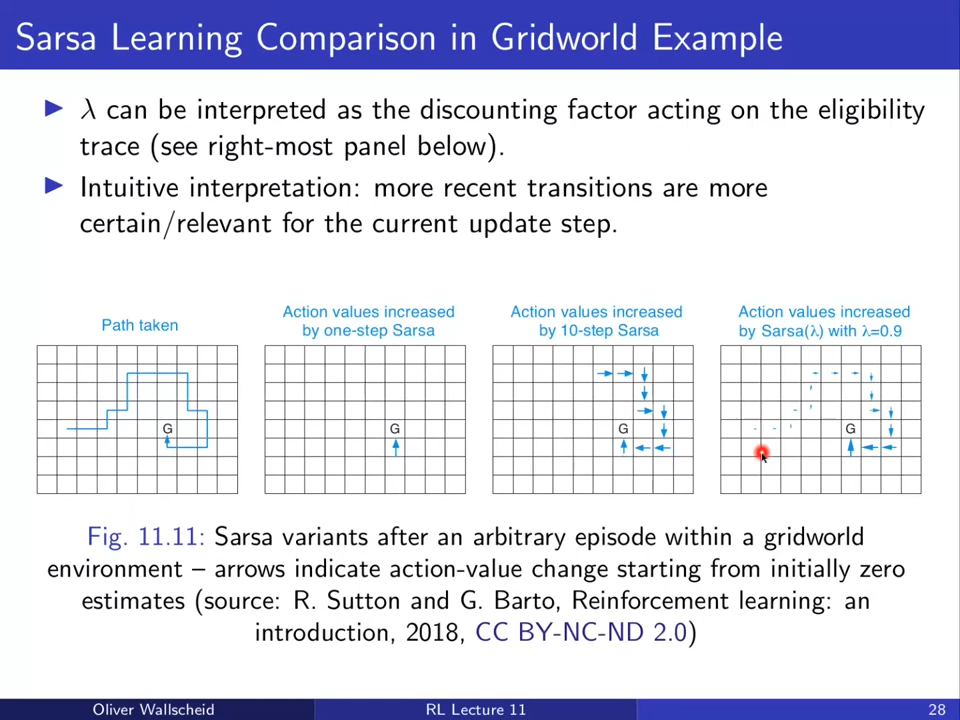 Sarsa Learning Comparison in Gridworld Example
λ can be interpreted as the discounting factor acting on the eligibility
trace (see right-most panel below).
Intuitive interpretation: more recent transitions are more
certain/relevant for the current update step.
Path taken
G
Action values increased
by one-step Sarsa
G
Action values increased
by 10-step Sarsa
G
Action values increased
by Sarsa(λ) with λ=0.9
G
Fig. 11.11: Sarsa variants after an arbitrary episode within a gridworld
environment – arrows indicate action-value change starting from initially zero
estimates (source: R. Sutton and G. Barto, Reinforcement learning: an
introduction, 2018, CC BY-NC-ND 2.0)
Oliver Wallscheid
RL Lecture 11
28